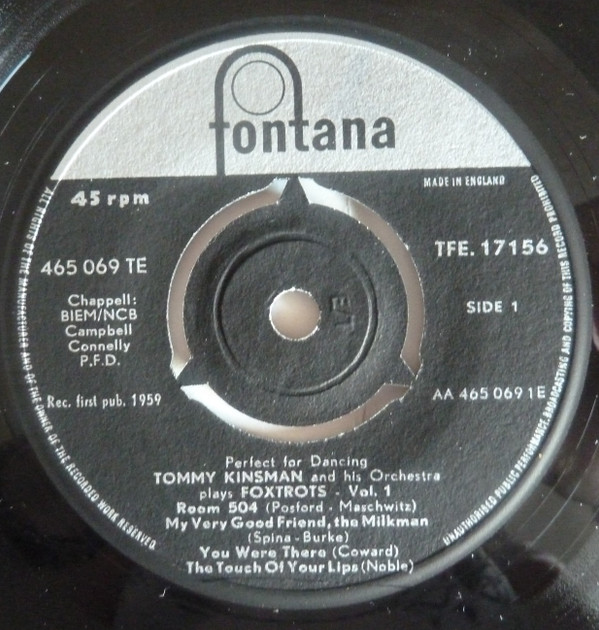 fontana
MADE IN ENGLAND
45 rpm
TFE. 17156
465 069 TE
Chappell:
BIEM/NCB
Campbell
Connelly
P.F.D.
SIDE 1
Rec. first pub. 1959
AA 465 069 1E
Perfect for Dancing
TOMMY KINSMAN and his Orchestra
plays FOXTROTS - Vol. 1
Room 504 (Posford - Maschwitz)
My Very Good Friend, the Milkman
(Spina - Burke)
You Were There (Coward)
The Touch Of Your Lips (Noble)
ALL RIGHTS OF THE MANUFACTURER AND OF THE OWNER OF THE RECORDED WORK RESERVED
UNAUTHORISED PUBLIC PERFORMANCE, BROADCASTING AND COPYING OF THIS RECORD PROHIBITED